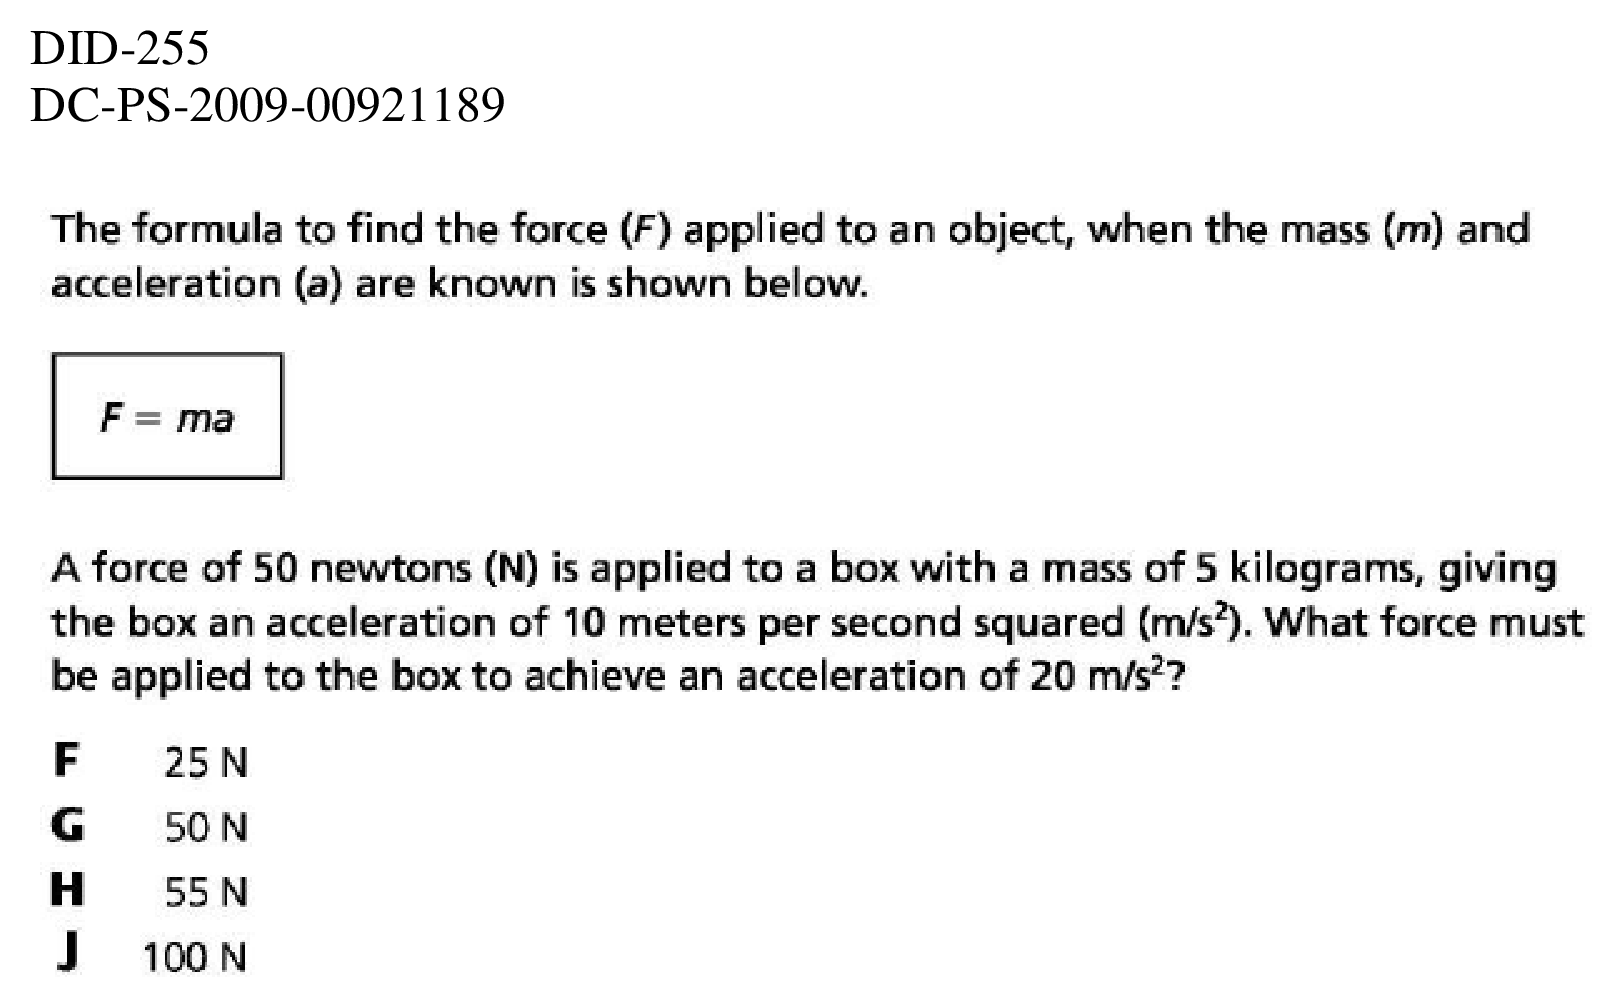 DID-255
DC-PS-2009-00921189
The formula to find the force (F) applied to an object, when the mass (m) and
acceleration (a) are known is shown below.
F = ma
A force of 50 newtons (N) is applied to a box with a mass of 5 kilograms, giving
the box an acceleration of 10 meters per second squared (m/s²). What force must
be applied to the box to achieve an acceleration of 20 m/s²?
F 25 N
G 50 N
H 55 N
J 100 N